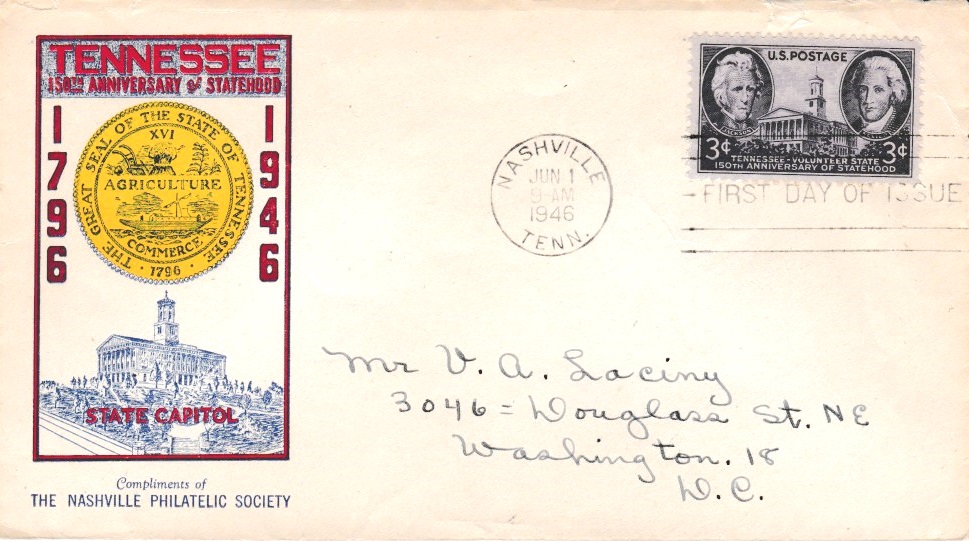 TENNESSEE
150TH ANNIVERSARY of STATEHOOD
1796
1946
THE GREAT SEAL OF THE STATE OF TENNESSEE
XVI
AGRICULTURE
COMMERCE
· 1796 ·
STATE CAPITOL
Compliments of
THE NASHVILLE PHILATELIC SOCIETY
NASHVILLE
JUN 1
9-AM
1946
TENN.
U.S. POSTAGE
JACKSON
3¢ 3¢
TENNESSEE-VOLUNTEER STATE
150TH ANNIVERSARY OF STATEHOOD
FIRST DAY OF ISSUE
Mr V. A. Laciny
3046 = Douglass St. NE
Washington. 18
D.C.